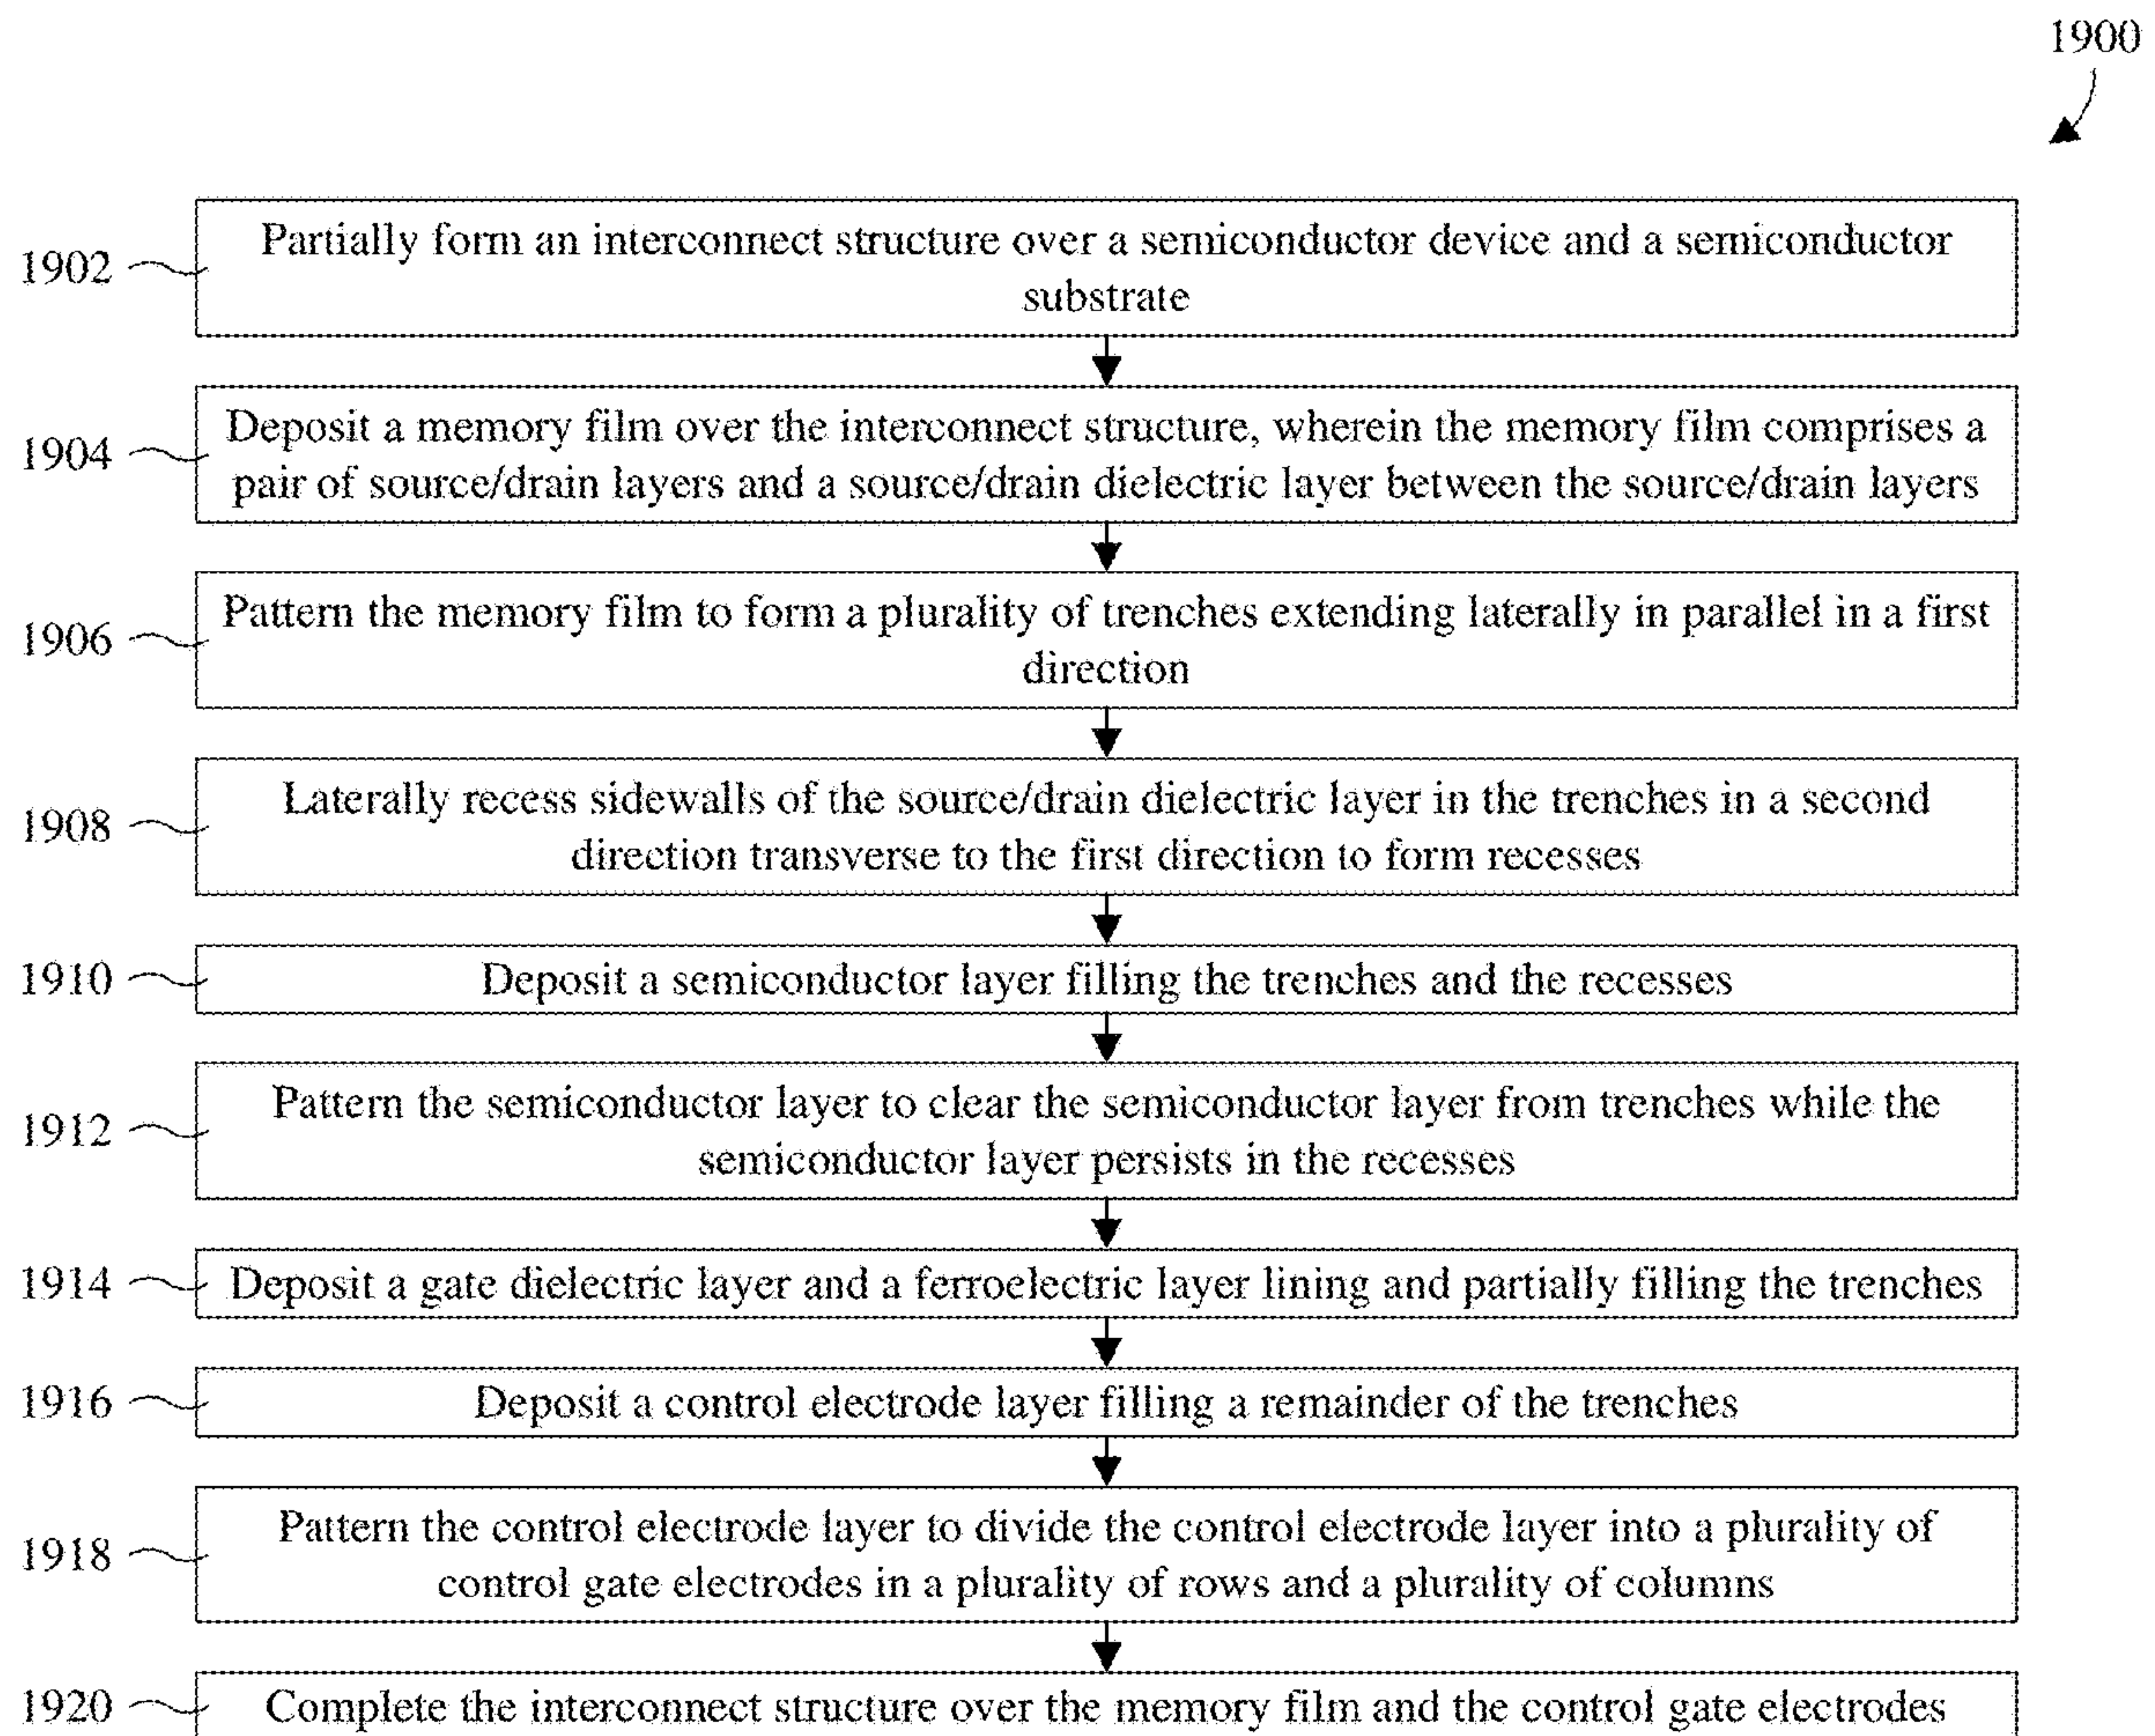 1900
1902
Partially form an interconnect structure over a semiconductor device and a semiconductor
substrate
1904
Deposit a memory film over the interconnect structure, wherein the memory film comprises a
pair of source/drain layers and a source/drain dielectric layer between the source/drain layers
1906
Pattern the memory film to form a plurality of trenches extending laterally in parallel in a first
direction
1908
Laterally recess sidewalls of the source/drain dielectric layer in the trenches in a second
direction transverse to the first direction to form recesses
1910
Deposit a semiconductor layer filling the trenches and the recesses
1912
Pattern the semiconductor layer to clear the semiconductor layer from trenches while the
semiconductor layer persists in the recesses
1914
Deposit a gate dielectric layer and a ferroelectric layer lining and partially filling the trenches
1916
Deposit a control electrode layer filling a remainder of the trenches
1918
Pattern the control electrode layer to divide the control electrode layer into a plurality of
control gate electrodes in a plurality of rows and a plurality of columns
1920
Complete the interconnect structure over the memory film and the control gate electrodes